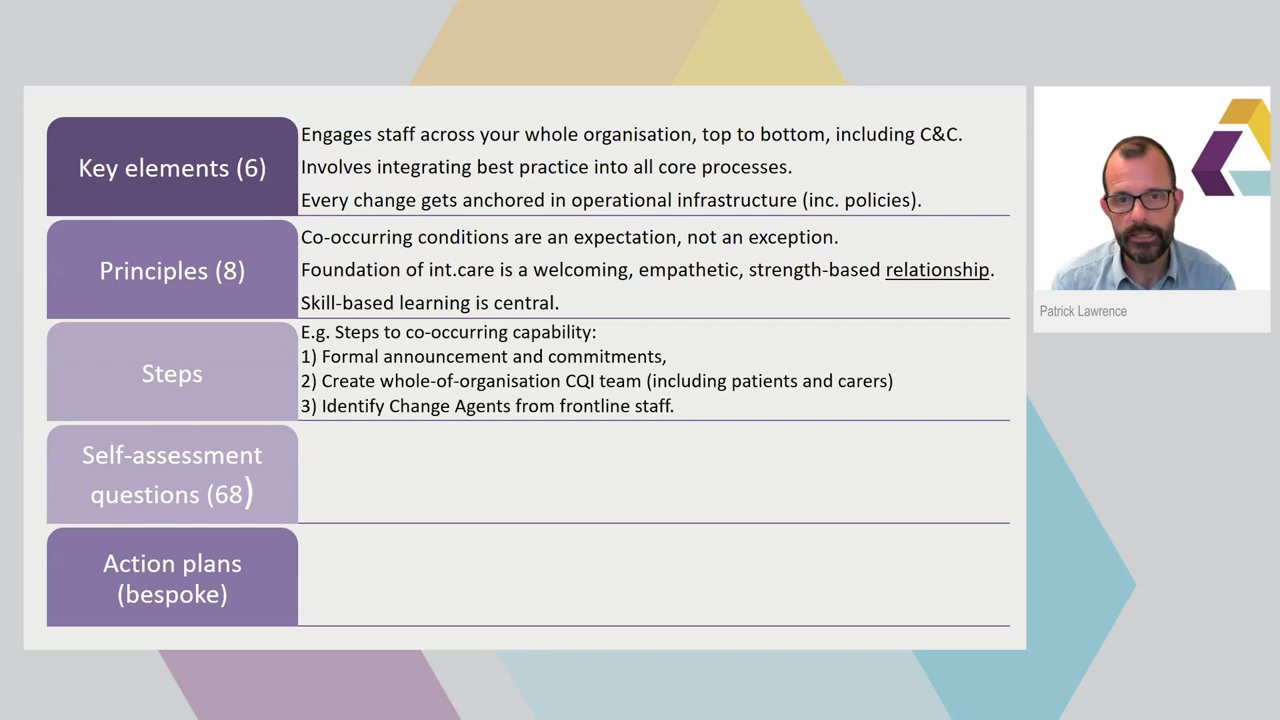 Key elements (6)
Engages staff across your whole organisation, top to bottom, including C&C.
Involves integrating best practice into all core processes.
Every change gets anchored in operational infrastructure (inc. policies).
Principles (8)
Co-occurring conditions are an expectation, not an exception.
Foundation of int.care is a welcoming, empathetic, strength-based relationship.
Skill-based learning is central.
Steps
E.g. Steps to co-occurring capability:
1) Formal announcement and commitments,
2) Create whole-of-organisation CQI team (including patients and carers)
3) Identify Change Agents from frontline staff.
Self-assessment
questions (68)
Action plans
(bespoke)
Patrick Lawrence